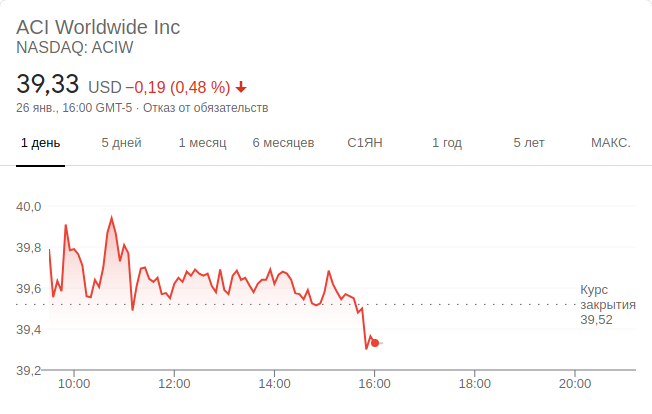 ACI Worldwide Inc
NASDAQ: ACIW
39,33 USD −0,19 (0,48 %)
26 янв., 16:00 GMT-5 · Отказ от обязательств
1 день 5 дней 1 месяц 6 месяцев С1ЯН 1 год 5 лет МАКС.
40,0
39,8
39,6
39,4
39,2
Курс
закрытия
39,52
10:00 12:00 14:00 16:00 18:00 20:00